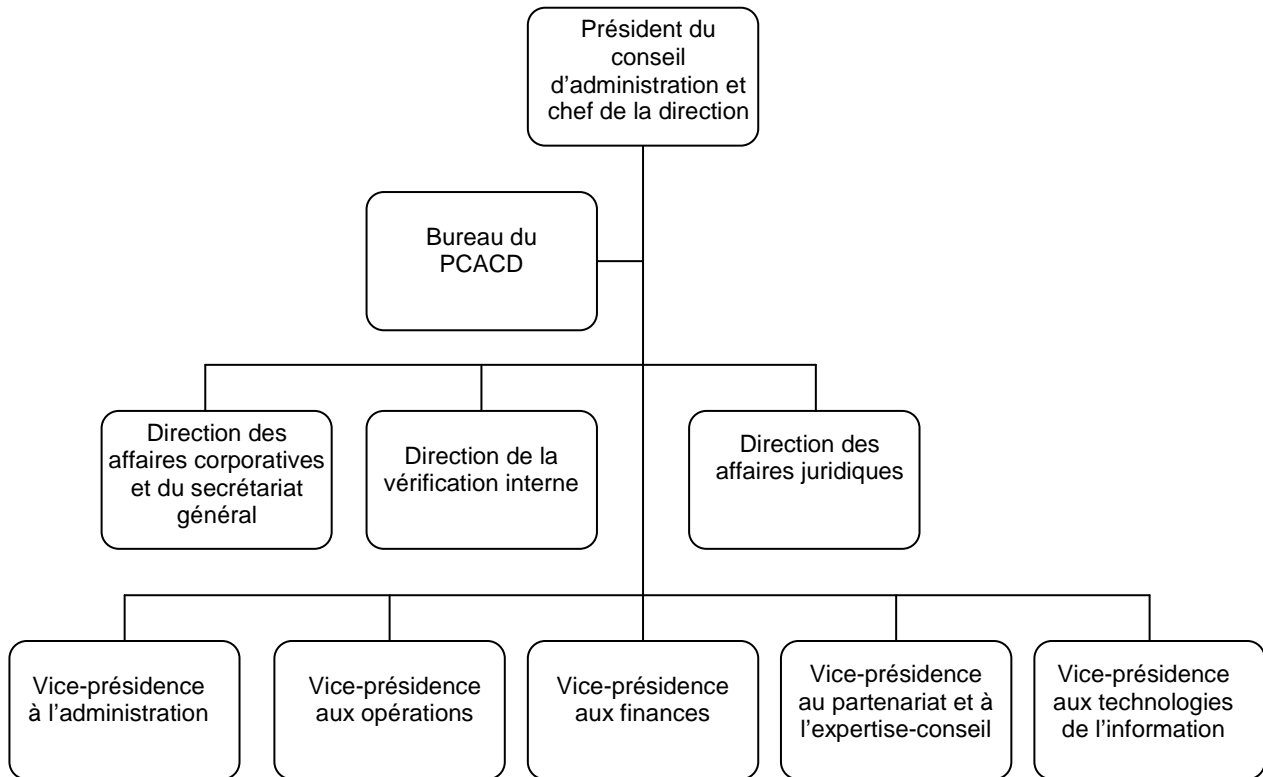 Président du
conseil
d’administration et
chef de la direction
Bureau du
PCACD
Direction des
affaires corporatives
et du secrétariat
général
Direction de la
vérification interne
Direction des
affaires juridiques
Vice-présidence
à l’administration
Vice-présidence
aux opérations
Vice-présidence
aux finances
Vice-présidence
au partenariat et à
l’expertise-conseil
Vice-présidence
aux technologies
de l’information